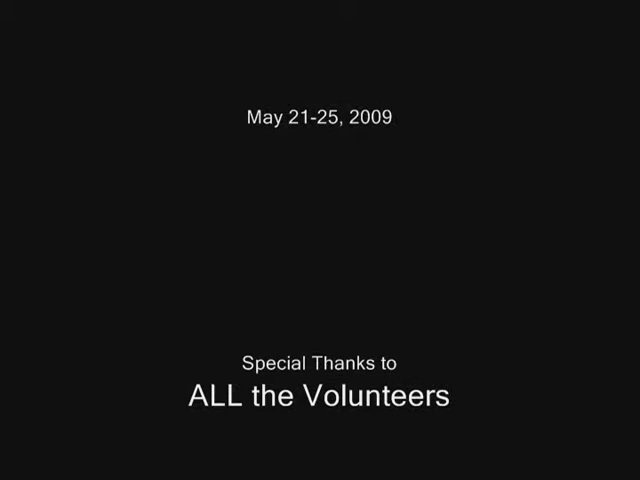 May 21-25, 2009
Special Thanks to
ALL the Volunteers